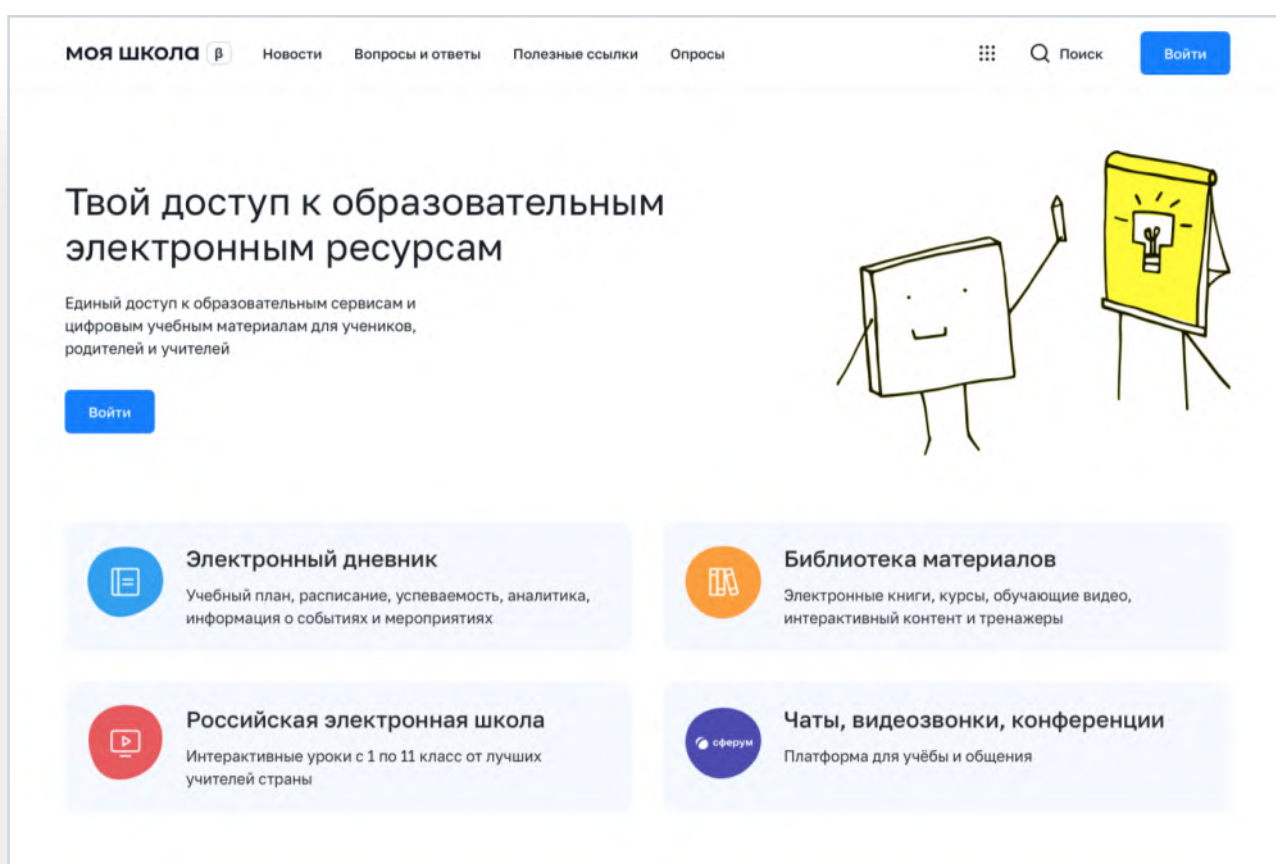 моя школа β Новости Вопросы и ответы Полезные ссылки Опросы Поиск Войти
Твой доступ к образовательным
электронным ресурсам
Единый доступ к образовательным сервисам и
цифровым учебным материалам для учеников,
родителей и учителей
Войти
Электронный дневник
Учебный план, расписание, успеваемость, аналитика,
информация о событиях и мероприятиях
Библиотека материалов
Электронные книги, курсы, обучающие видео,
интерактивный контент и тренажеры
Российская электронная школа
Интерактивные уроки с 1 по 11 класс от лучших
учителей страны
сферум
Чаты, видеозвонки, конференции
Платформа для учёбы и общения